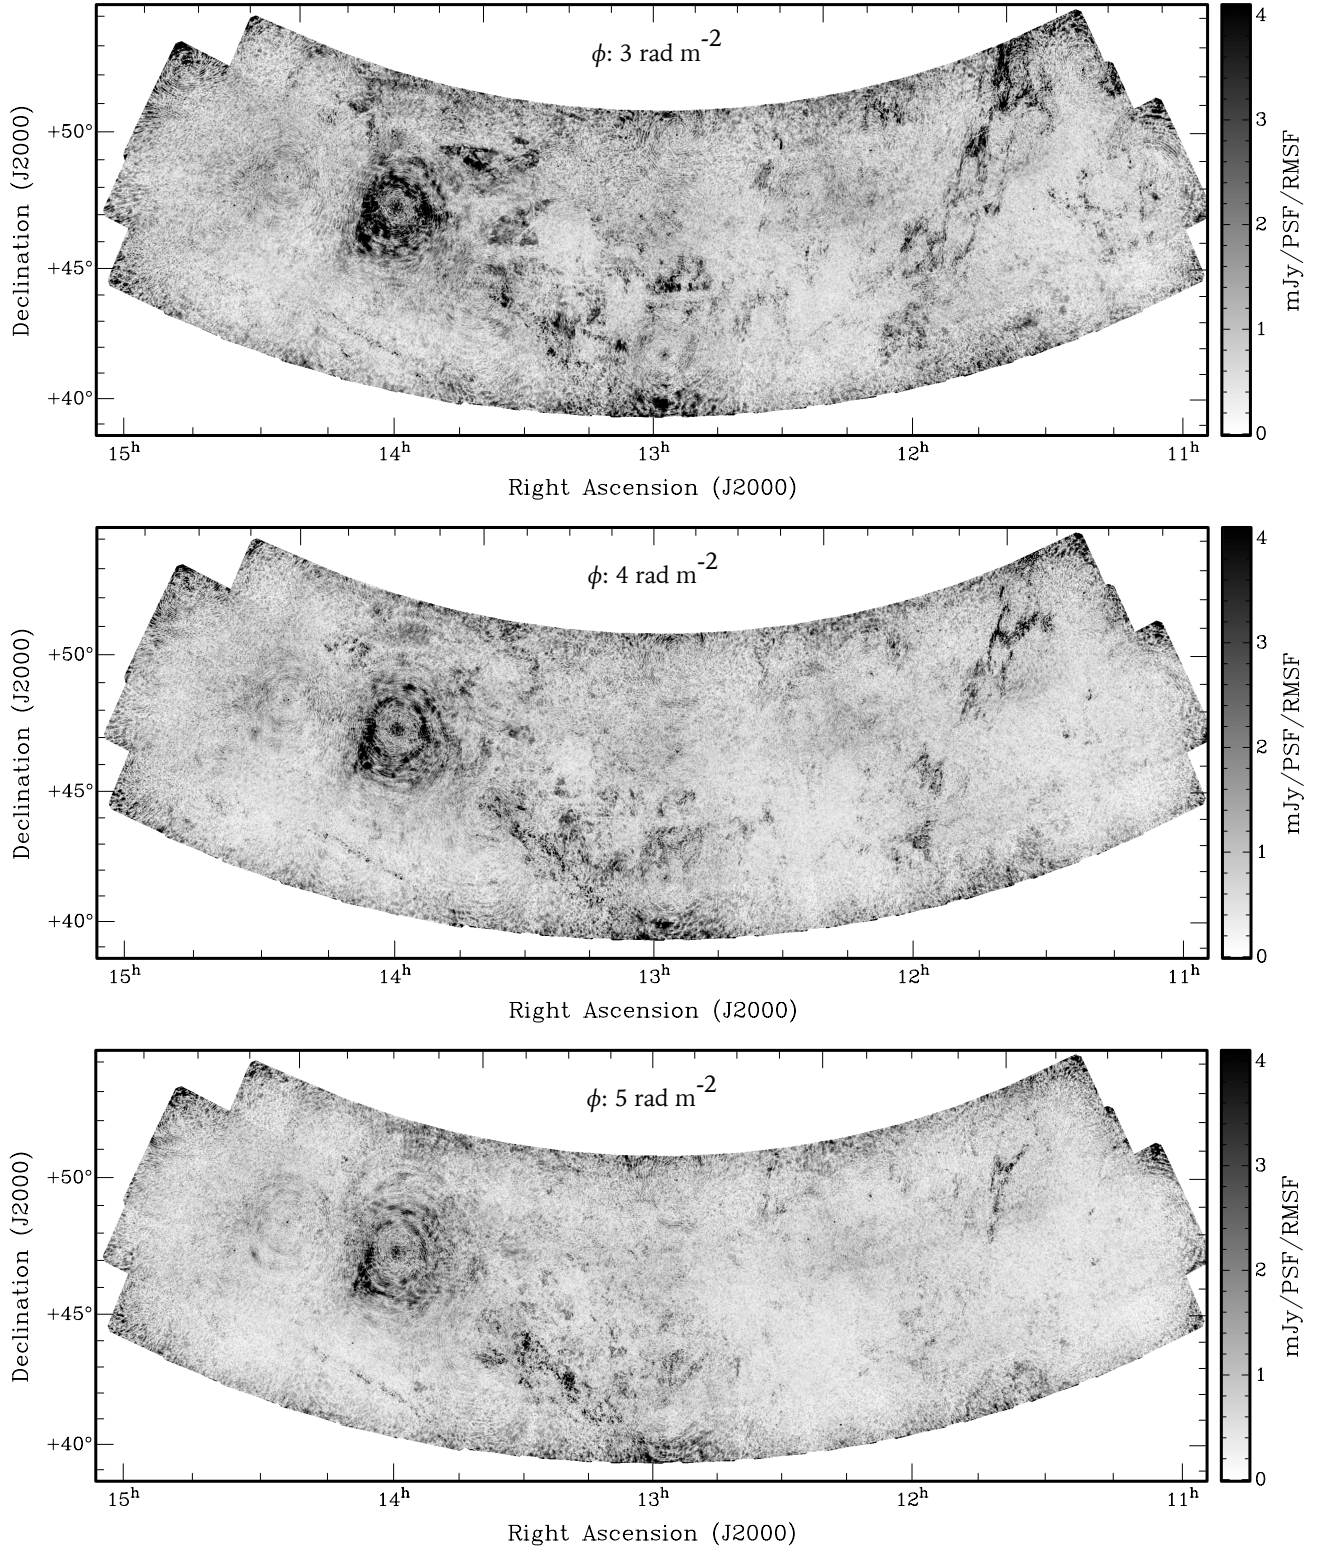 ϕ: 3 rad m-2
4
3
2
1
0
mJy/PSF/RMSF
Declination (J2000)
+50°
+45°
+40°
15h
14h
13h
12h
11h
Right Ascension (J2000)
ϕ: 4 rad m-2
4
3
2
1
0
mJy/PSF/RMSF
Declination (J2000)
+50°
+45°
+40°
15h
14h
13h
12h
11h
Right Ascension (J2000)
ϕ: 5 rad m-2
4
3
2
1
0
mJy/PSF/RMSF
Declination (J2000)
+50°
+45°
+40°
15h
14h
13h
12h
11h
Right Ascension (J2000)